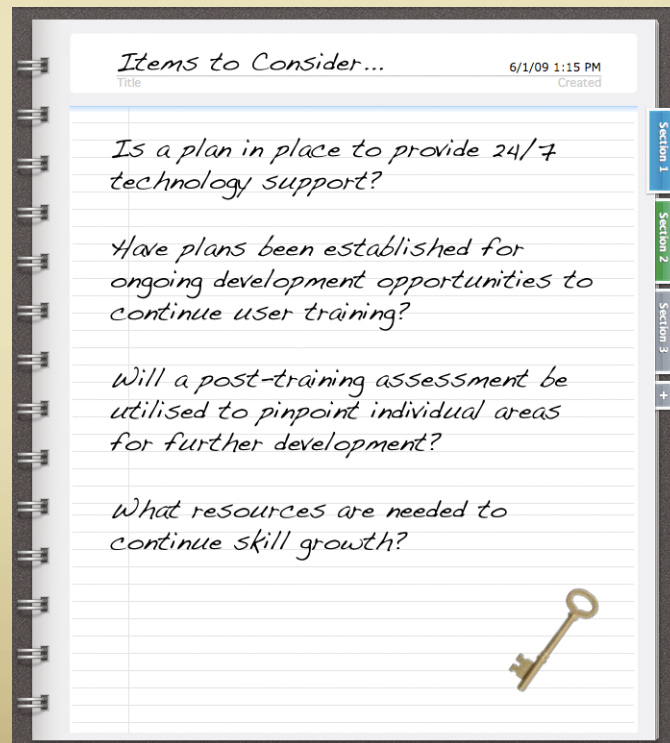 Items to Consider...
6/1/09 1:15 PM
Title
Created
Is a plan in place to provide 24/7
technology support?
Have plans been established for
ongoing development opportunities to
continue user training?
Will a post-training assessment be
utilised to pinpoint individual areas
for further development?
What resources are needed to
continue skill growth?
Section 1
Section 2
Section 3
+